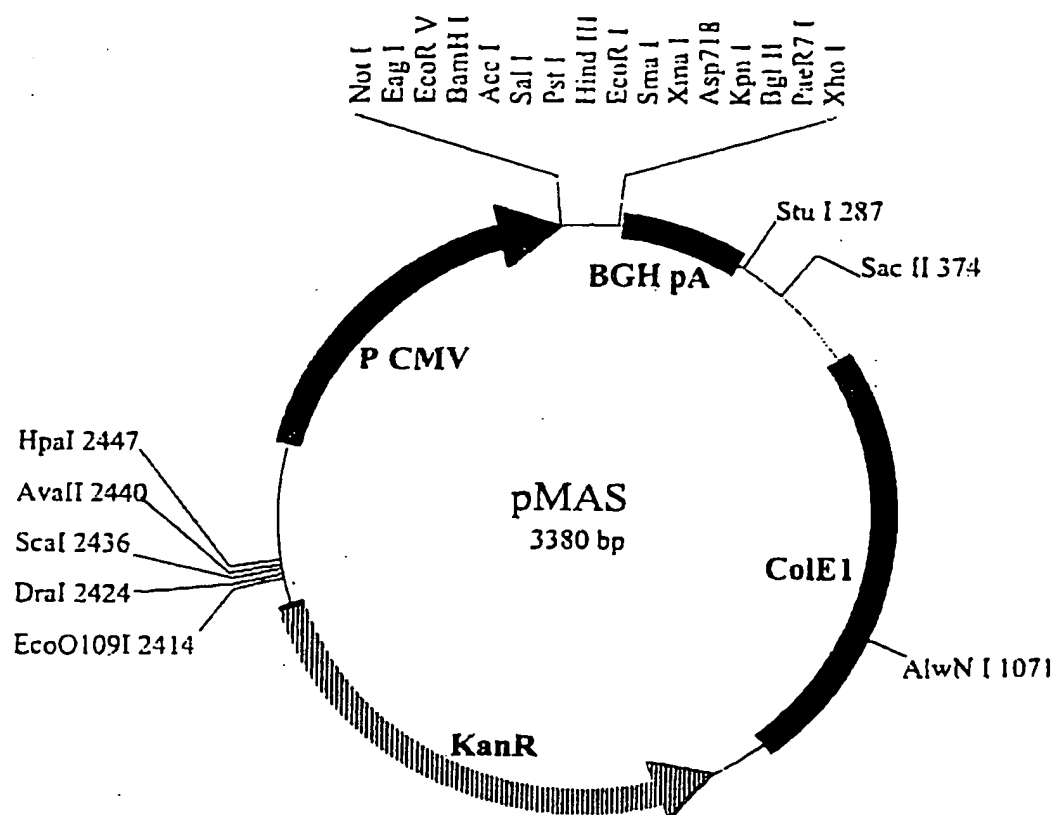 Not I
Eag I
EcoR V
BamH I
Acc I
Sal I
Pst I
Hind III
EcoR I
Sma I
Xma I
Asp718
Kpn I
Bgl II
PaeR7 I
Xho I
Stu I 287
Sac II 374
BGH pA
P CMV
HpaI 2447
AvaII 2440
ScaI 2436
DraI 2424
EcoO109I 2414
pMAS
3380 bp
ColE1
AlwN I 1071
KanR